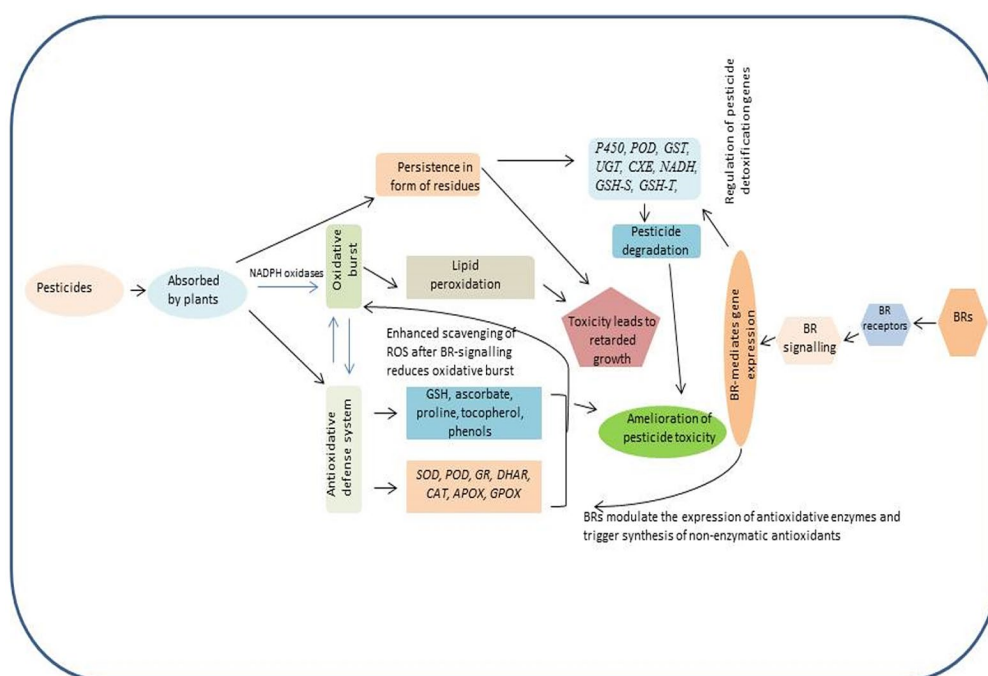 Regulation of pesticide
detoxification genes
P450, POD, GST,
UGT, CXE, NADH,
GSH-S, GSH-T,
Persistence in
form of residues
Pesticide
degradation
Oxidative
burst
NADPH oxidases
Lipid
peroxidation
Pesticides
Absorbed
by plants
Toxicity leads to
retarded
growth
BR-mediates gene
expression
BR
signalling
BR
receptors
BRs
Enhanced scavenging of
ROS after BR-signalling
reduces oxidative burst
Antioxidative
defense system
GSH, ascorbate,
proline, tocopherol,
phenols
Amelioration of
pesticide toxicity
SOD, POD, GR, DHAR,
CAT, APOX, GPOX
BRs modulate the expression of antioxidative enzymes and
trigger synthesis of non-enzymatic antioxidants